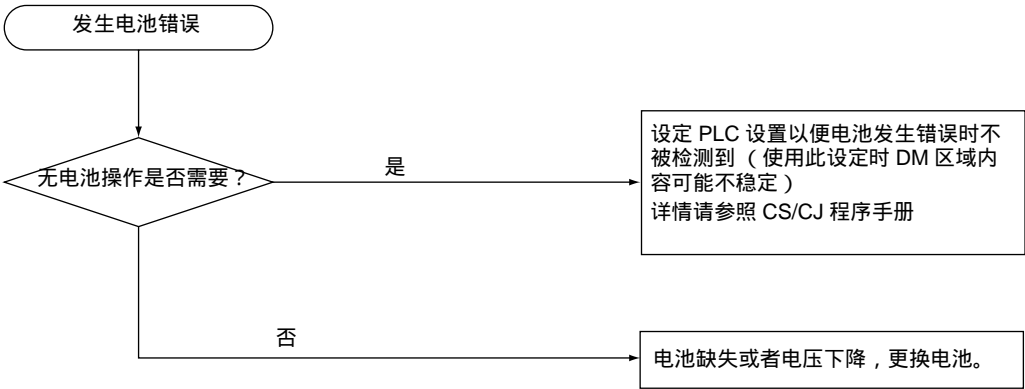 发生电池错误
无电池操作是否需要？
是
设定 PLC 设置以便电池发生错误时不
被检测到（使用此设定时 DM 区域内
容可能不稳定）
详情请参照 CS/CJ 程序手册
否
电池缺失或者电压下降，更换电池。